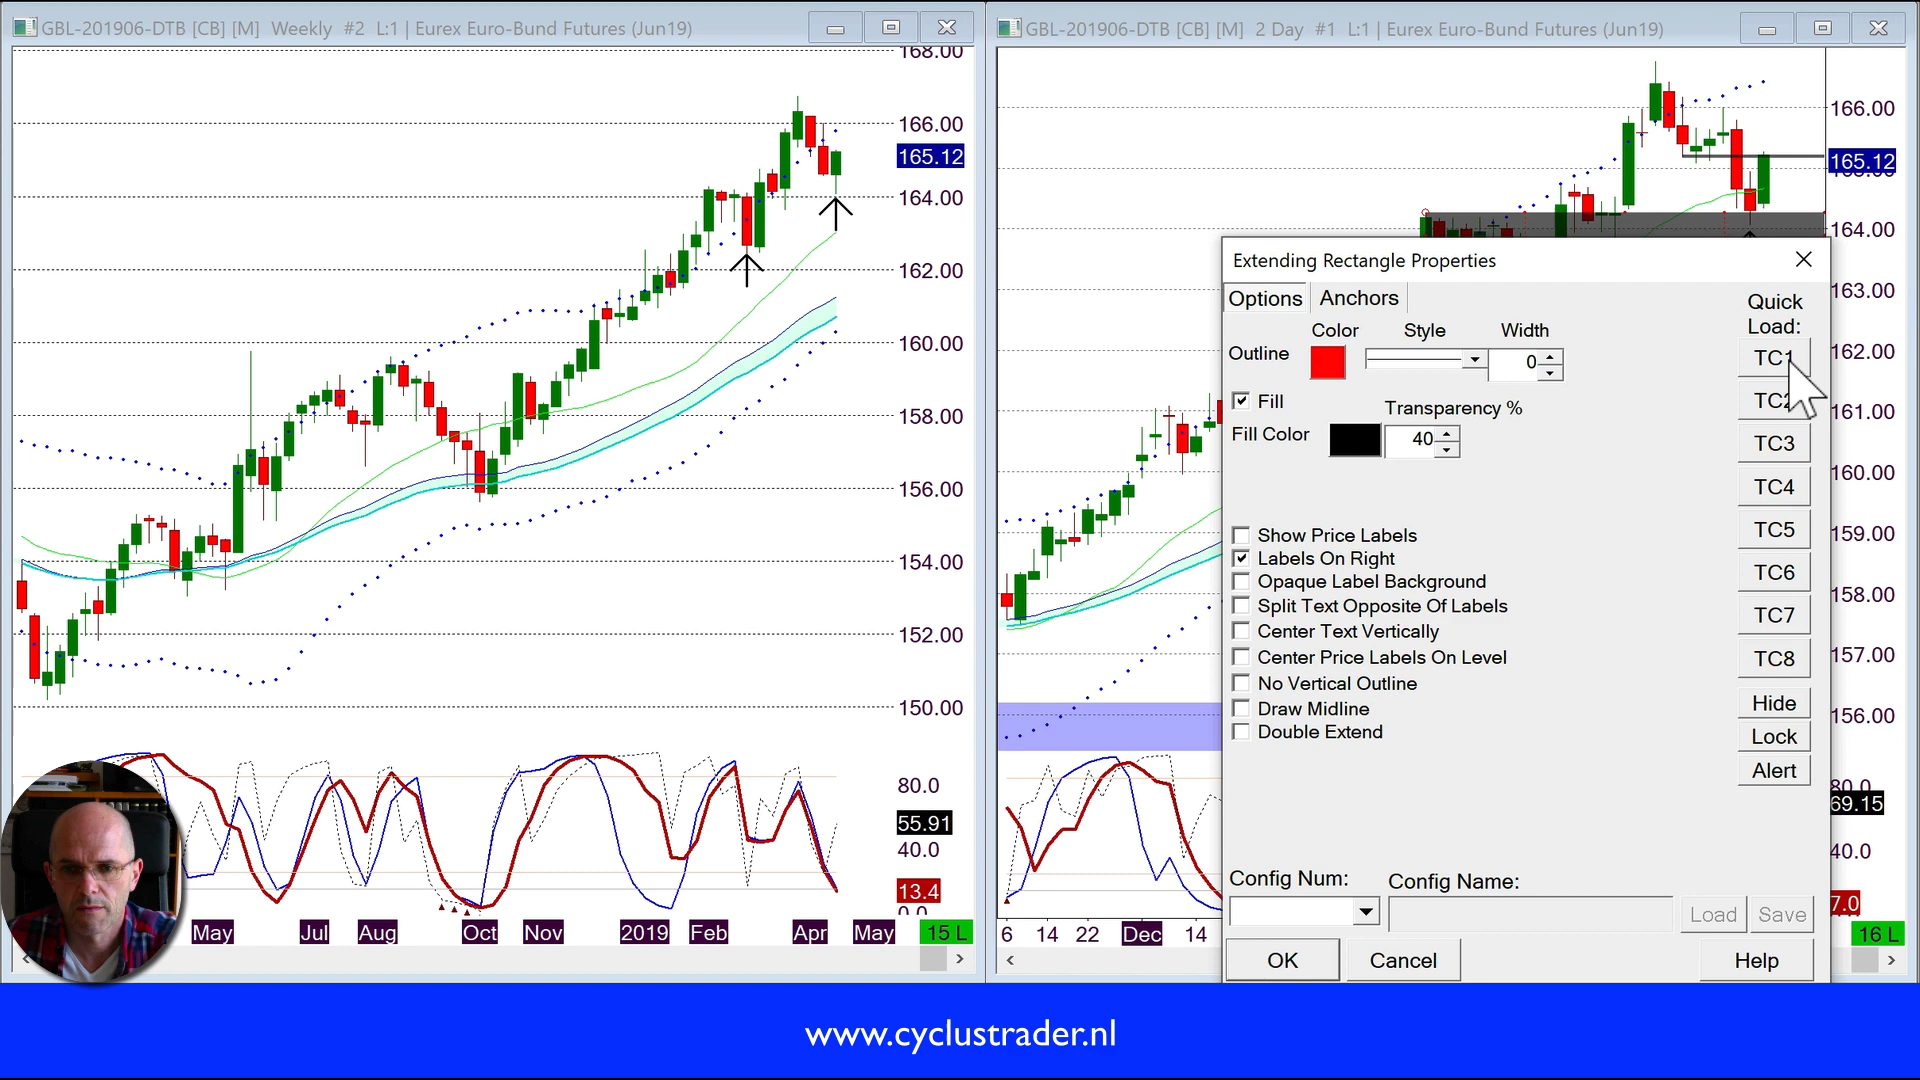 GBL-201906-DTB [CB] [M] Weekly #2 L:1 | Eurex Euro-Bund Futures (Jun19)
168.00
166.00
165.12
164.00
162.00
160.00
158.00
156.00
154.00
152.00
150.00
80.0
55.91
40.0
13.4
0.0
May
Jul
Aug
Oct
Nov
2019
Feb
Apr
May
15 L
GBL-201906-DTB [CB] [M] 2 Day #1 L:1 | Eurex Euro-Bund Futures (Jun19)
166.00
165.12
164.00
163.00
162.00
161.00
160.00
159.00
158.00
157.00
156.00
80.0
69.15
40.0
7.0
6
14
22
Dec
14
16 L
Extending Rectangle Properties
Options
Anchors
Color
Style
Width
Outline
0
Fill
Transparency %
Fill Color
40
Show Price Labels
Labels On Right
Opaque Label Background
Split Text Opposite Of Labels
Center Text Vertically
Center Price Labels On Level
No Vertical Outline
Draw Midline
Double Extend
Quick
Load:
TC1
TC2
TC3
TC4
TC5
TC6
TC7
TC8
Hide
Lock
Alert
Config Num:
Config Name:
Load
Save
OK
Cancel
Help
www.cyclustrader.nl